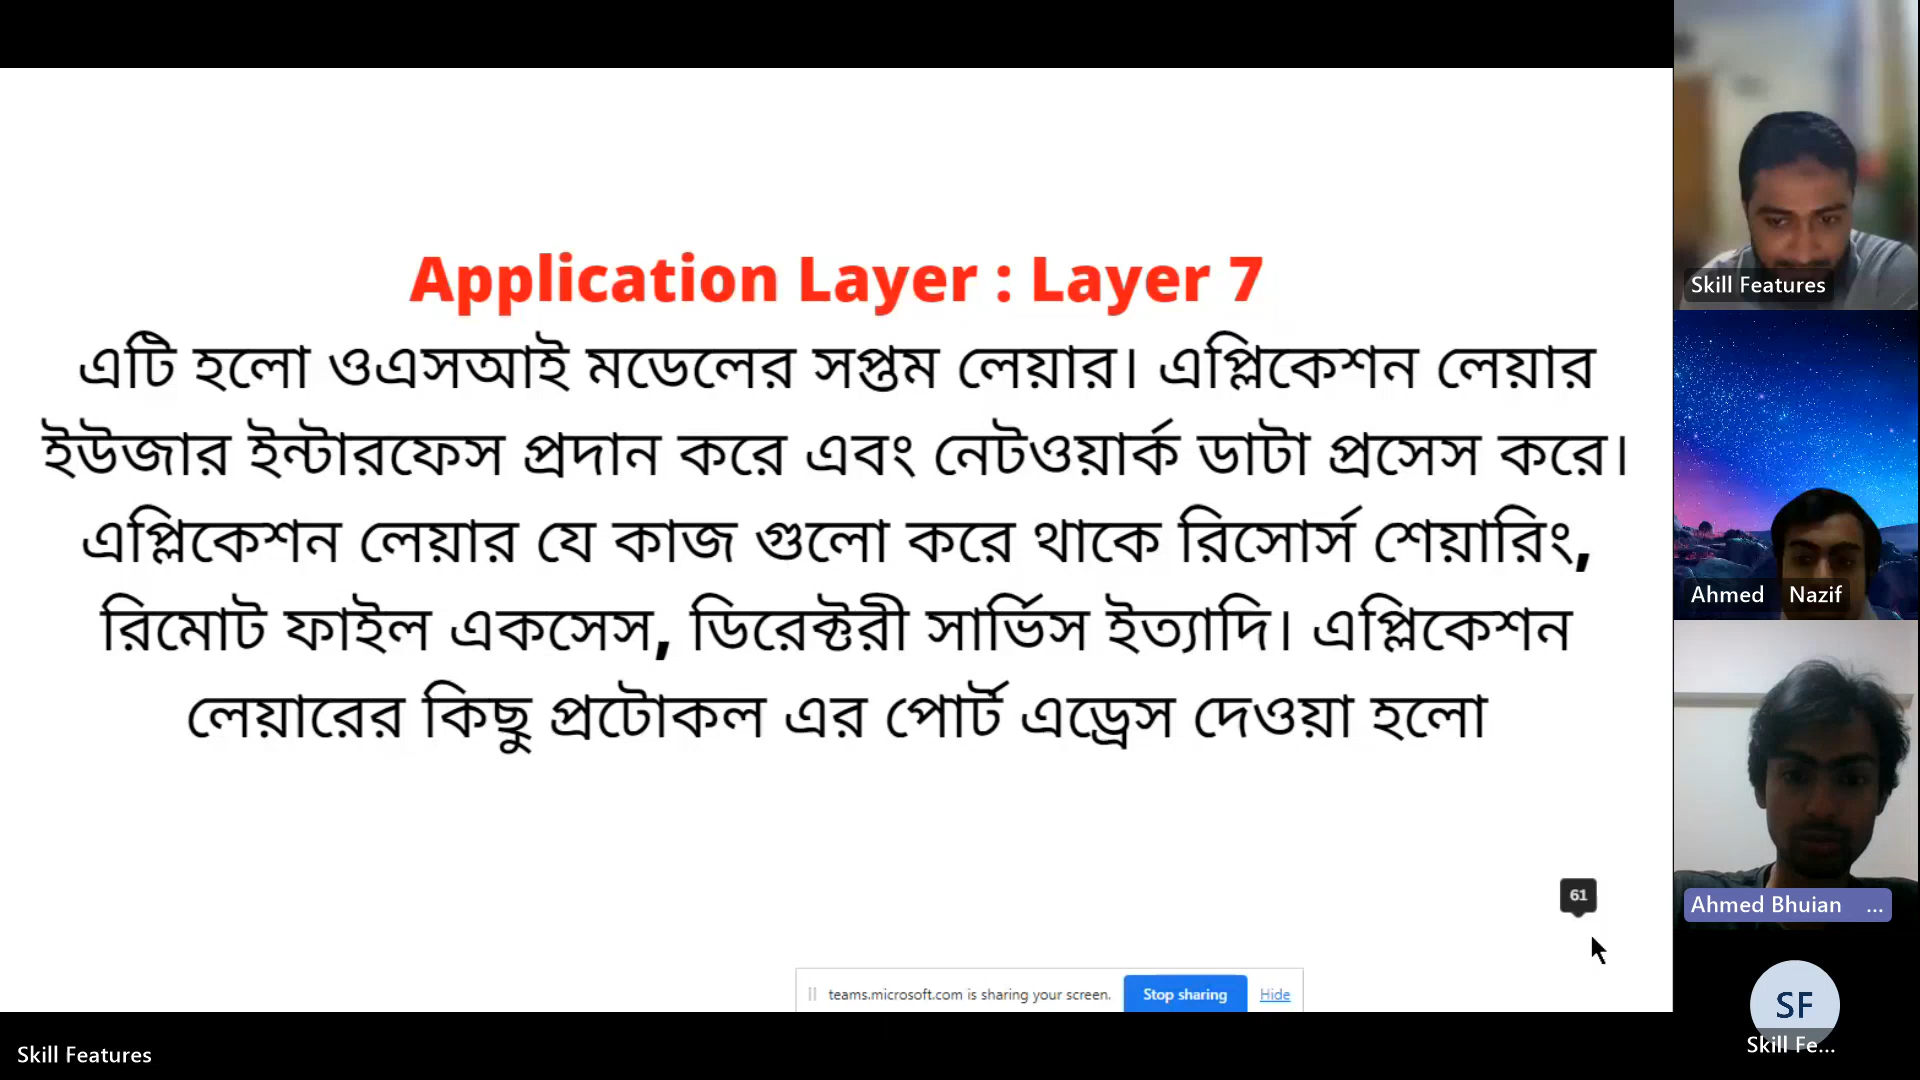 Application Layer : Layer 7
এটি হলো ওএসআই মডেলের সপ্তম লেয়ার। এপ্লিকেশন লেয়ার
ইউজার ইন্টারফেস প্রদান করে এবং নেটওয়ার্ক ডাটা প্রসেস করে।
এপ্লিকেশন লেয়ার যে কাজ গুলো করে থাকে রিসোর্স শেয়ারিং,
রিমোট ফাইল একসেস, ডিরেক্টরী সার্ভিস ইত্যাদি। এপ্লিকেশন
লেয়ারের কিছু প্রটোকল এর পোর্ট এড্রেস দেওয়া হলো
61
teams.microsoft.com is sharing your screen.
Stop sharing
Hide
Skill Features
Skill Features
Ahmed Nazif
Ahmed Bhuian ...
SF
Skill Fe...